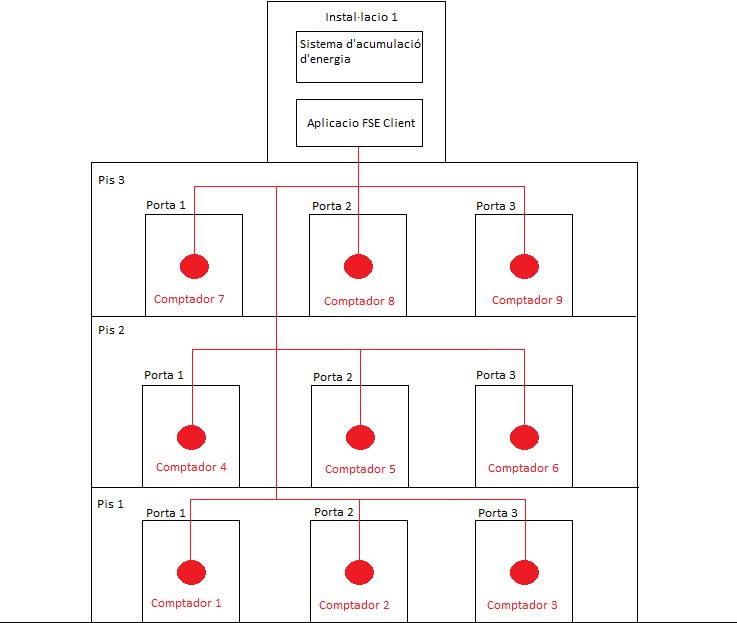 Instal·lacio 1
Sistema d'acumulació
d'energia
Aplicacio FSE Client
Pis 3
Porta 1
Porta 2
Porta 3
Comptador 7
Comptador 8
Comptador 9
Pis 2
Porta 1
Porta 2
Porta 3
Comptador 4
Comptador 5
Comptador 6
Pis 1
Porta 1
Porta 2
Porta 3
Comptador 1
Comptador 2
Comptador 3